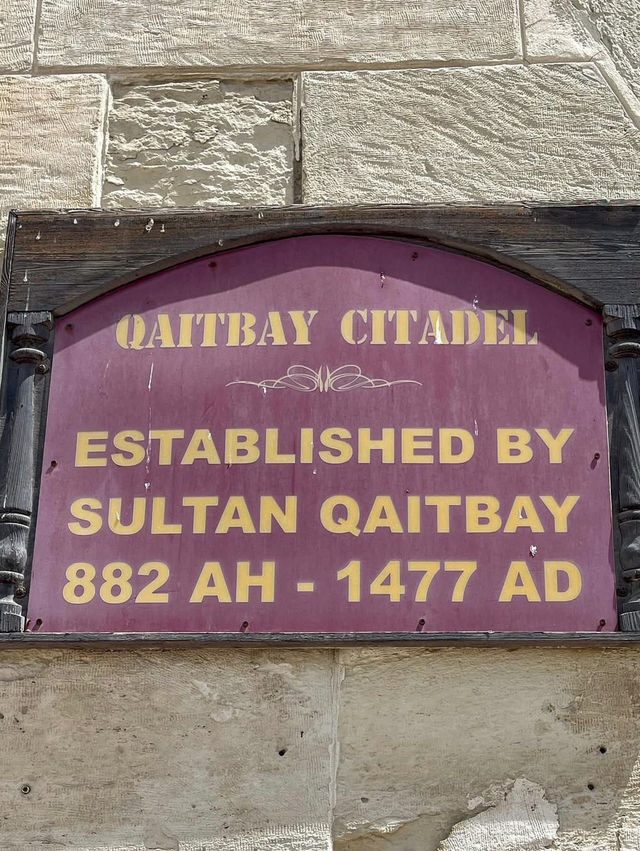 QAITBAY CITADEL
ESTABLISHED BY
SULTAN QAITBAY
882 AH - 1477 AD